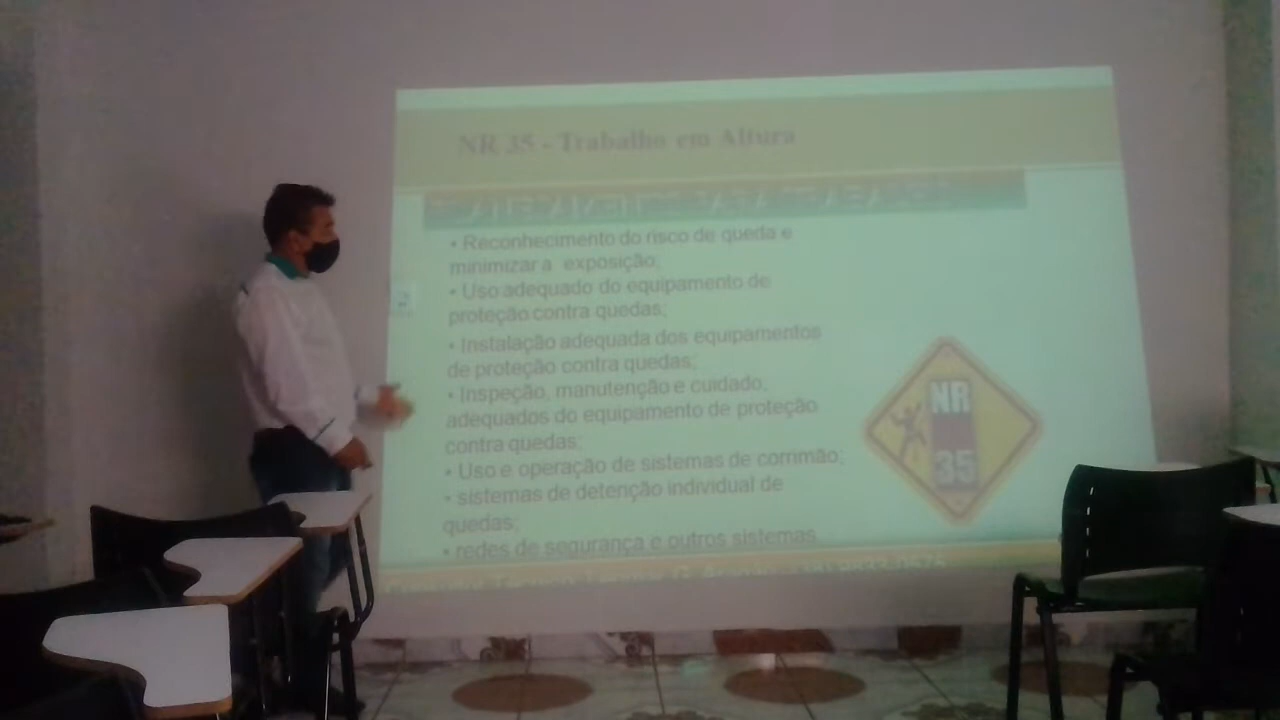 NR 35 - Trabalho em Altura
• Reconhecimento do risco de queda e
minimizar a exposição;
• Uso adequado do equipamento de
proteção contra quedas;
• Instalação adequada dos equipamentos
de proteção contra quedas;
• Inspeção, manutenção e cuidado,
adequados do equipamento de proteção
contra quedas;
• Uso e operação de sistemas de corrimão;
• sistemas de detenção individual de
quedas;
• redes de segurança e outros sistemas
NR
35